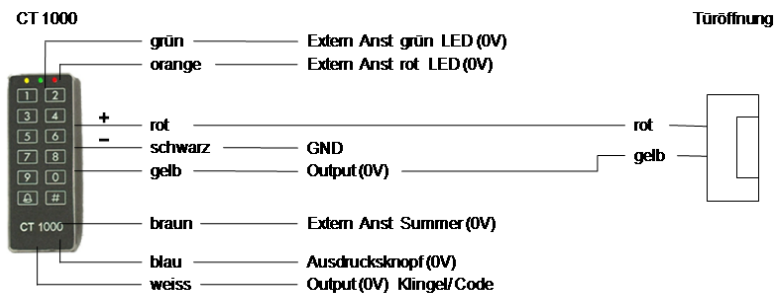 CT 1000
Türöffnung
grün Extern Anst grün LED (0V)
orange Extern Anst rot LED (0V)
1 2
3 4
5 6
7 8
9 0
#
CT 1000
+ rot rot
− schwarz GND
gelb Output (0V) gelb
braun Extern Anst Summer (0V)
blau Ausdrucksknopf (0V)
weiss Output (0V) Klingel/Code